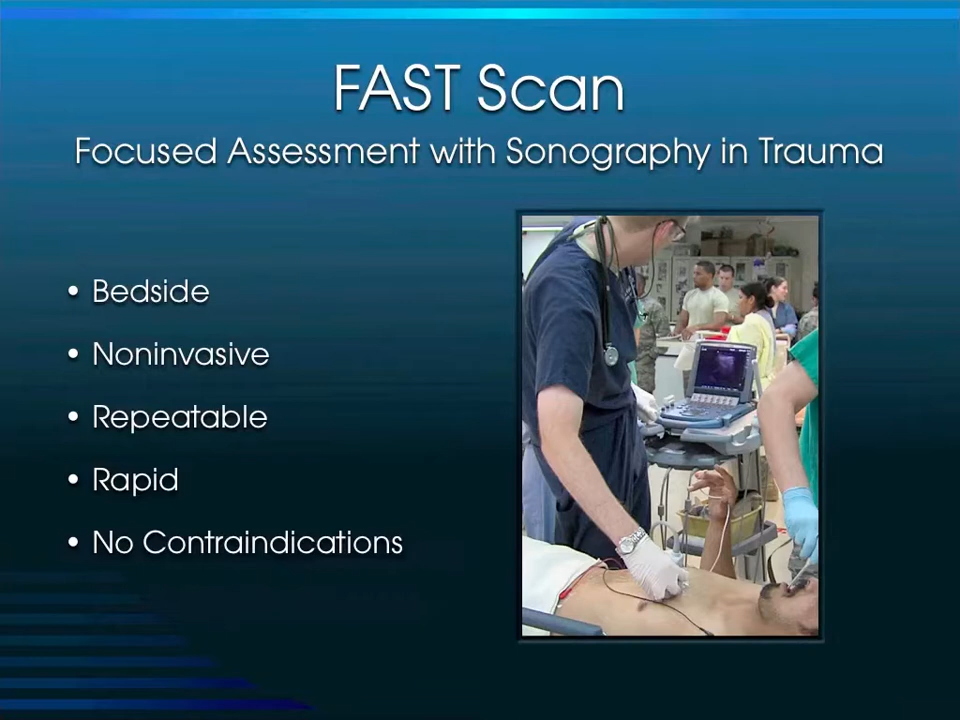 FAST Scan
Focused Assessment with Sonography in Trauma
• Bedside
• Noninvasive
• Repeatable
• Rapid
• No Contraindications